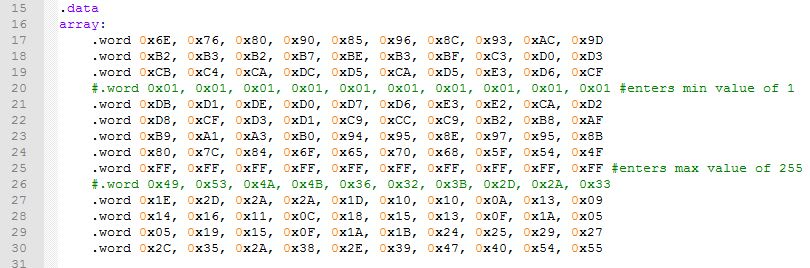 15 .data
16 array:
17 .word 0x6E, 0x76, 0x80, 0x90, 0x85, 0x96, 0x8C, 0x93, 0xAC, 0x9D
18 .word 0xB2, 0xB3, 0xB2, 0xB7, 0xBE, 0xB3, 0xBF, 0xC3, 0xD0, 0xD3
19 .word 0xCB, 0xC4, 0xCA, 0xDC, 0xD5, 0xCA, 0xD5, 0xE3, 0xD6, 0xCF
20 #.word 0x01, 0x01, 0x01, 0x01, 0x01, 0x01, 0x01, 0x01, 0x01, 0x01 #enters min value of 1
21 .word 0xDB, 0xD1, 0xDE, 0xD0, 0xD7, 0xD6, 0xE3, 0xE2, 0xCA, 0xD2
22 .word 0xD8, 0xCF, 0xD3, 0xD1, 0xC9, 0xCC, 0xC9, 0xB2, 0xB8, 0xAF
23 .word 0xB9, 0xA1, 0xA3, 0xB0, 0x94, 0x95, 0x8E, 0x97, 0x95, 0x8B
24 .word 0x80, 0x7C, 0x84, 0x6F, 0x65, 0x70, 0x68, 0x5F, 0x54, 0x4F
25 .word 0xFF, 0xFF, 0xFF, 0xFF, 0xFF, 0xFF, 0xFF, 0xFF, 0xFF, 0xFF #enters max value of 255
26 #.word 0x49, 0x53, 0x4A, 0x4B, 0x36, 0x32, 0x3B, 0x2D, 0x2A, 0x33
27 .word 0x1E, 0x2D, 0x2A, 0x2A, 0x1D, 0x10, 0x10, 0x0A, 0x13, 0x09
28 .word 0x14, 0x16, 0x11, 0x0C, 0x18, 0x15, 0x13, 0x0F, 0x1A, 0x05
29 .word 0x05, 0x19, 0x15, 0x0F, 0x1A, 0x1B, 0x24, 0x25, 0x29, 0x27
30 .word 0x2C, 0x35, 0x2A, 0x38, 0x2E, 0x39, 0x47, 0x40, 0x54, 0x55
31